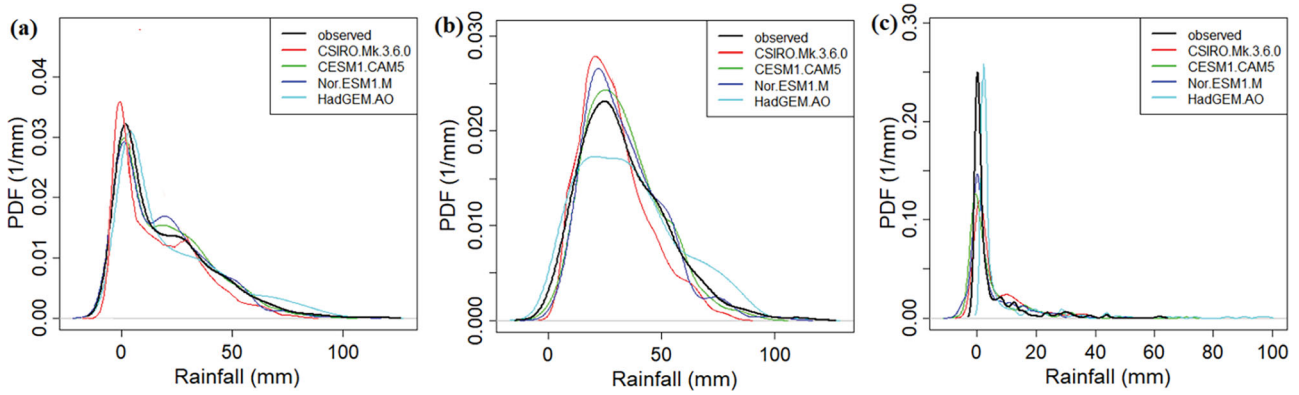 (a)
observed
CSIRO.Mk.3.6.0
CESM1.CAM5
Nor.ESM1.M
HadGEM.AO
PDF (1/mm)
0.04
0.03
0.02
0.01
0.00
0 50 100
Rainfall (mm)
(b)
observed
CSIRO.Mk.3.6.0
CESM1.CAM5
Nor.ESM1.M
HadGEM.AO
PDF (1/mm)
0.030
0.020
0.010
0.000
0 50 100
Rainfall (mm)
(c)
observed
CSIRO.Mk.3.6.0
CESM1.CAM5
Nor.ESM1.M
HadGEM.AO
PDF (1/mm)
0.30
0.20
0.10
0.00
0 20 40 60 80 100
Rainfall (mm)